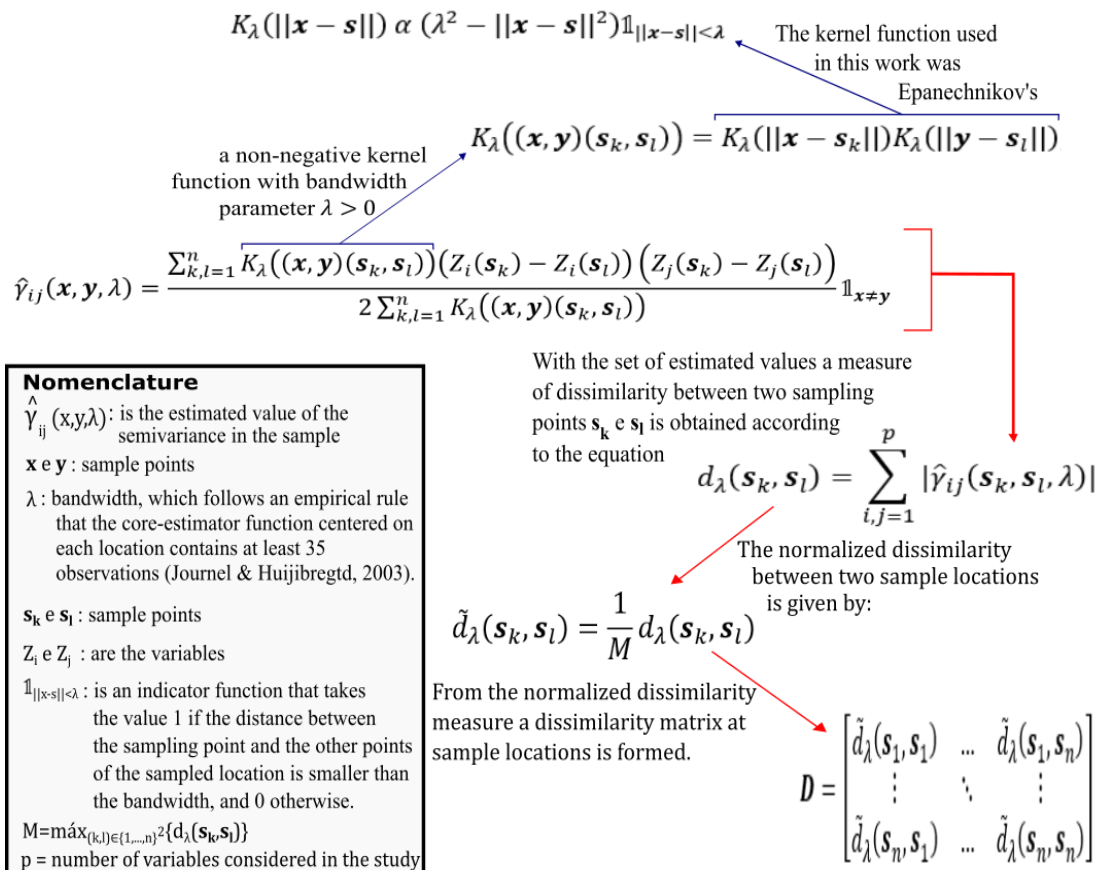 K_λ(||x − s||) α (λ² − ||x − s||²)𝟙_{||x−s||<λ}
The kernel function used
in this work was
Epanechnikov's
K_λ((x, y)(s_k, s_l)) = K_λ(||x − s_k||)K_λ(||y − s_l||)
a non-negative kernel
function with bandwidth
parameter λ > 0
γ̂_{ij}(x, y, λ) = \frac{∑_{k,l=1}^{n} K_λ((x, y)(s_k, s_l))(Z_i(s_k) − Z_i(s_l))(Z_j(s_k) − Z_j(s_l))}{2 ∑_{k,l=1}^{n} K_λ((x, y)(s_k, s_l))} 𝟙_{x≠y}
With the set of estimated values a measure
of dissimilarity between two sampling
points s_k e s_l is obtained according
to the equation
d_λ(s_k, s_l) = ∑_{i,j=1}^{p} |γ̂_{ij}(s_k, s_l, λ)|
The normalized dissimilarity
between two sample locations
is given by:
d̃_λ(s_k, s_l) = \frac{1}{M} d_λ(s_k, s_l)
From the normalized dissimilarity
measure a dissimilarity matrix at
sample locations is formed.
D = [d̃_λ(s_1, s_1) ... d̃_λ(s_1, s_n)
⋮ ⋱ ⋮
d̃_λ(s_n, s_1) ... d̃_λ(s_n, s_n)]
Nomenclature
γ̂_{ij} (x,y,λ): is the estimated value of the
semivariance in the sample
x e y : sample points
λ : bandwidth, which follows an empirical rule
that the core-estimator function centered on
each location contains at least 35
observations (Journel & Huijibregtd, 2003).
s_k e s_l : sample points
Z_i e Z_j : are the variables
𝟙_{||x-s||<λ} : is an indicator function that takes
the value 1 if the distance between
the sampling point and the other points
of the sampled location is smaller than
the bandwidth, and 0 otherwise.
M=máx_{(k,l)∈{1,...,n}²}{d_λ(s_k,s_l)}
p = number of variables considered in the study